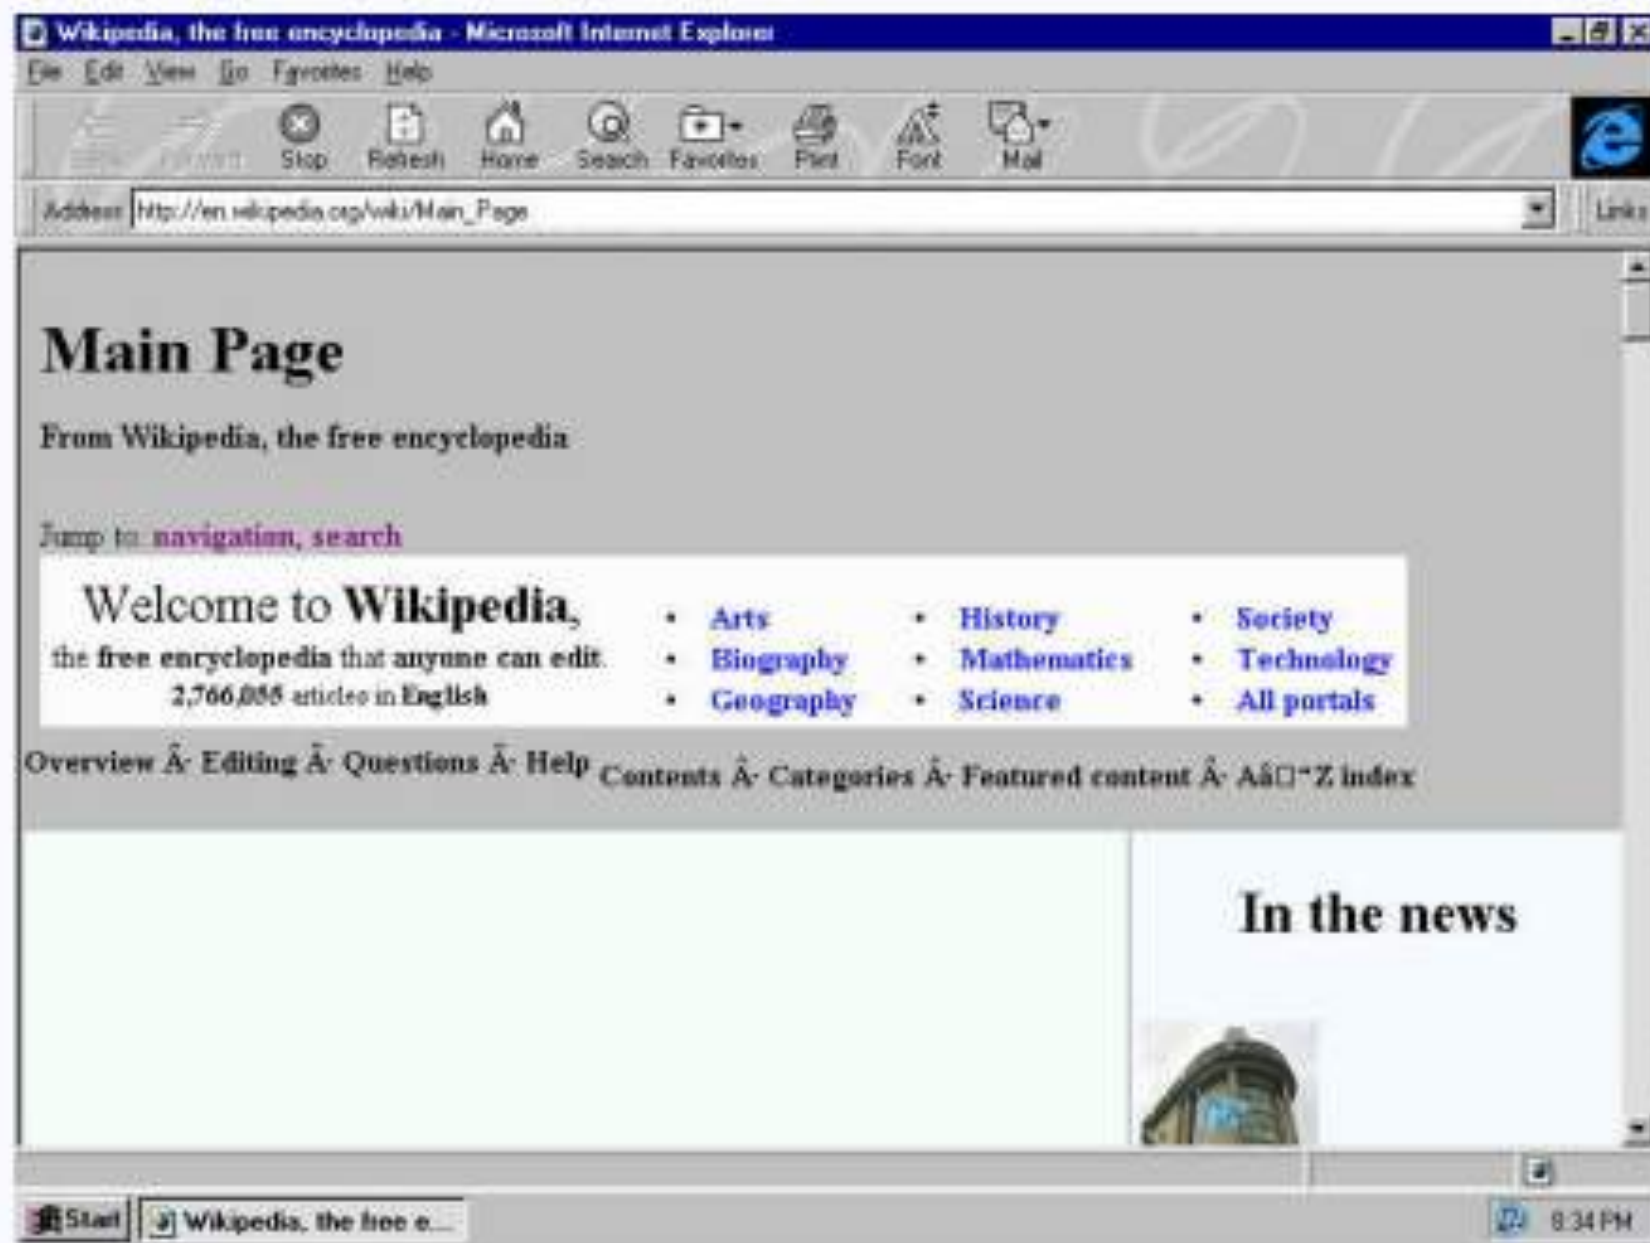 Wikipedia, the free encyclopedia - Microsoft Internet Explorer
File Edit View Go Favorites Help
Stop Refresh Home Search Favorites Print Font Mail
Address http://en.wikipedia.org/wiki/Main_Page Links
Main Page
From Wikipedia, the free encyclopedia
Jump to: navigation, search
Welcome to Wikipedia,
the free encyclopedia that anyone can edit.
articles in English
• Arts
• Biography
• Geography
• History
• Mathematics
• Science
• Society
• Technology
• All portals
Overview Â· Editing Â· Questions Â· Help
Contents Â· Categories Â· Featured content Â· Aâ□“Z index
In the news
Start Wikipedia, the free e... 8:34 PM